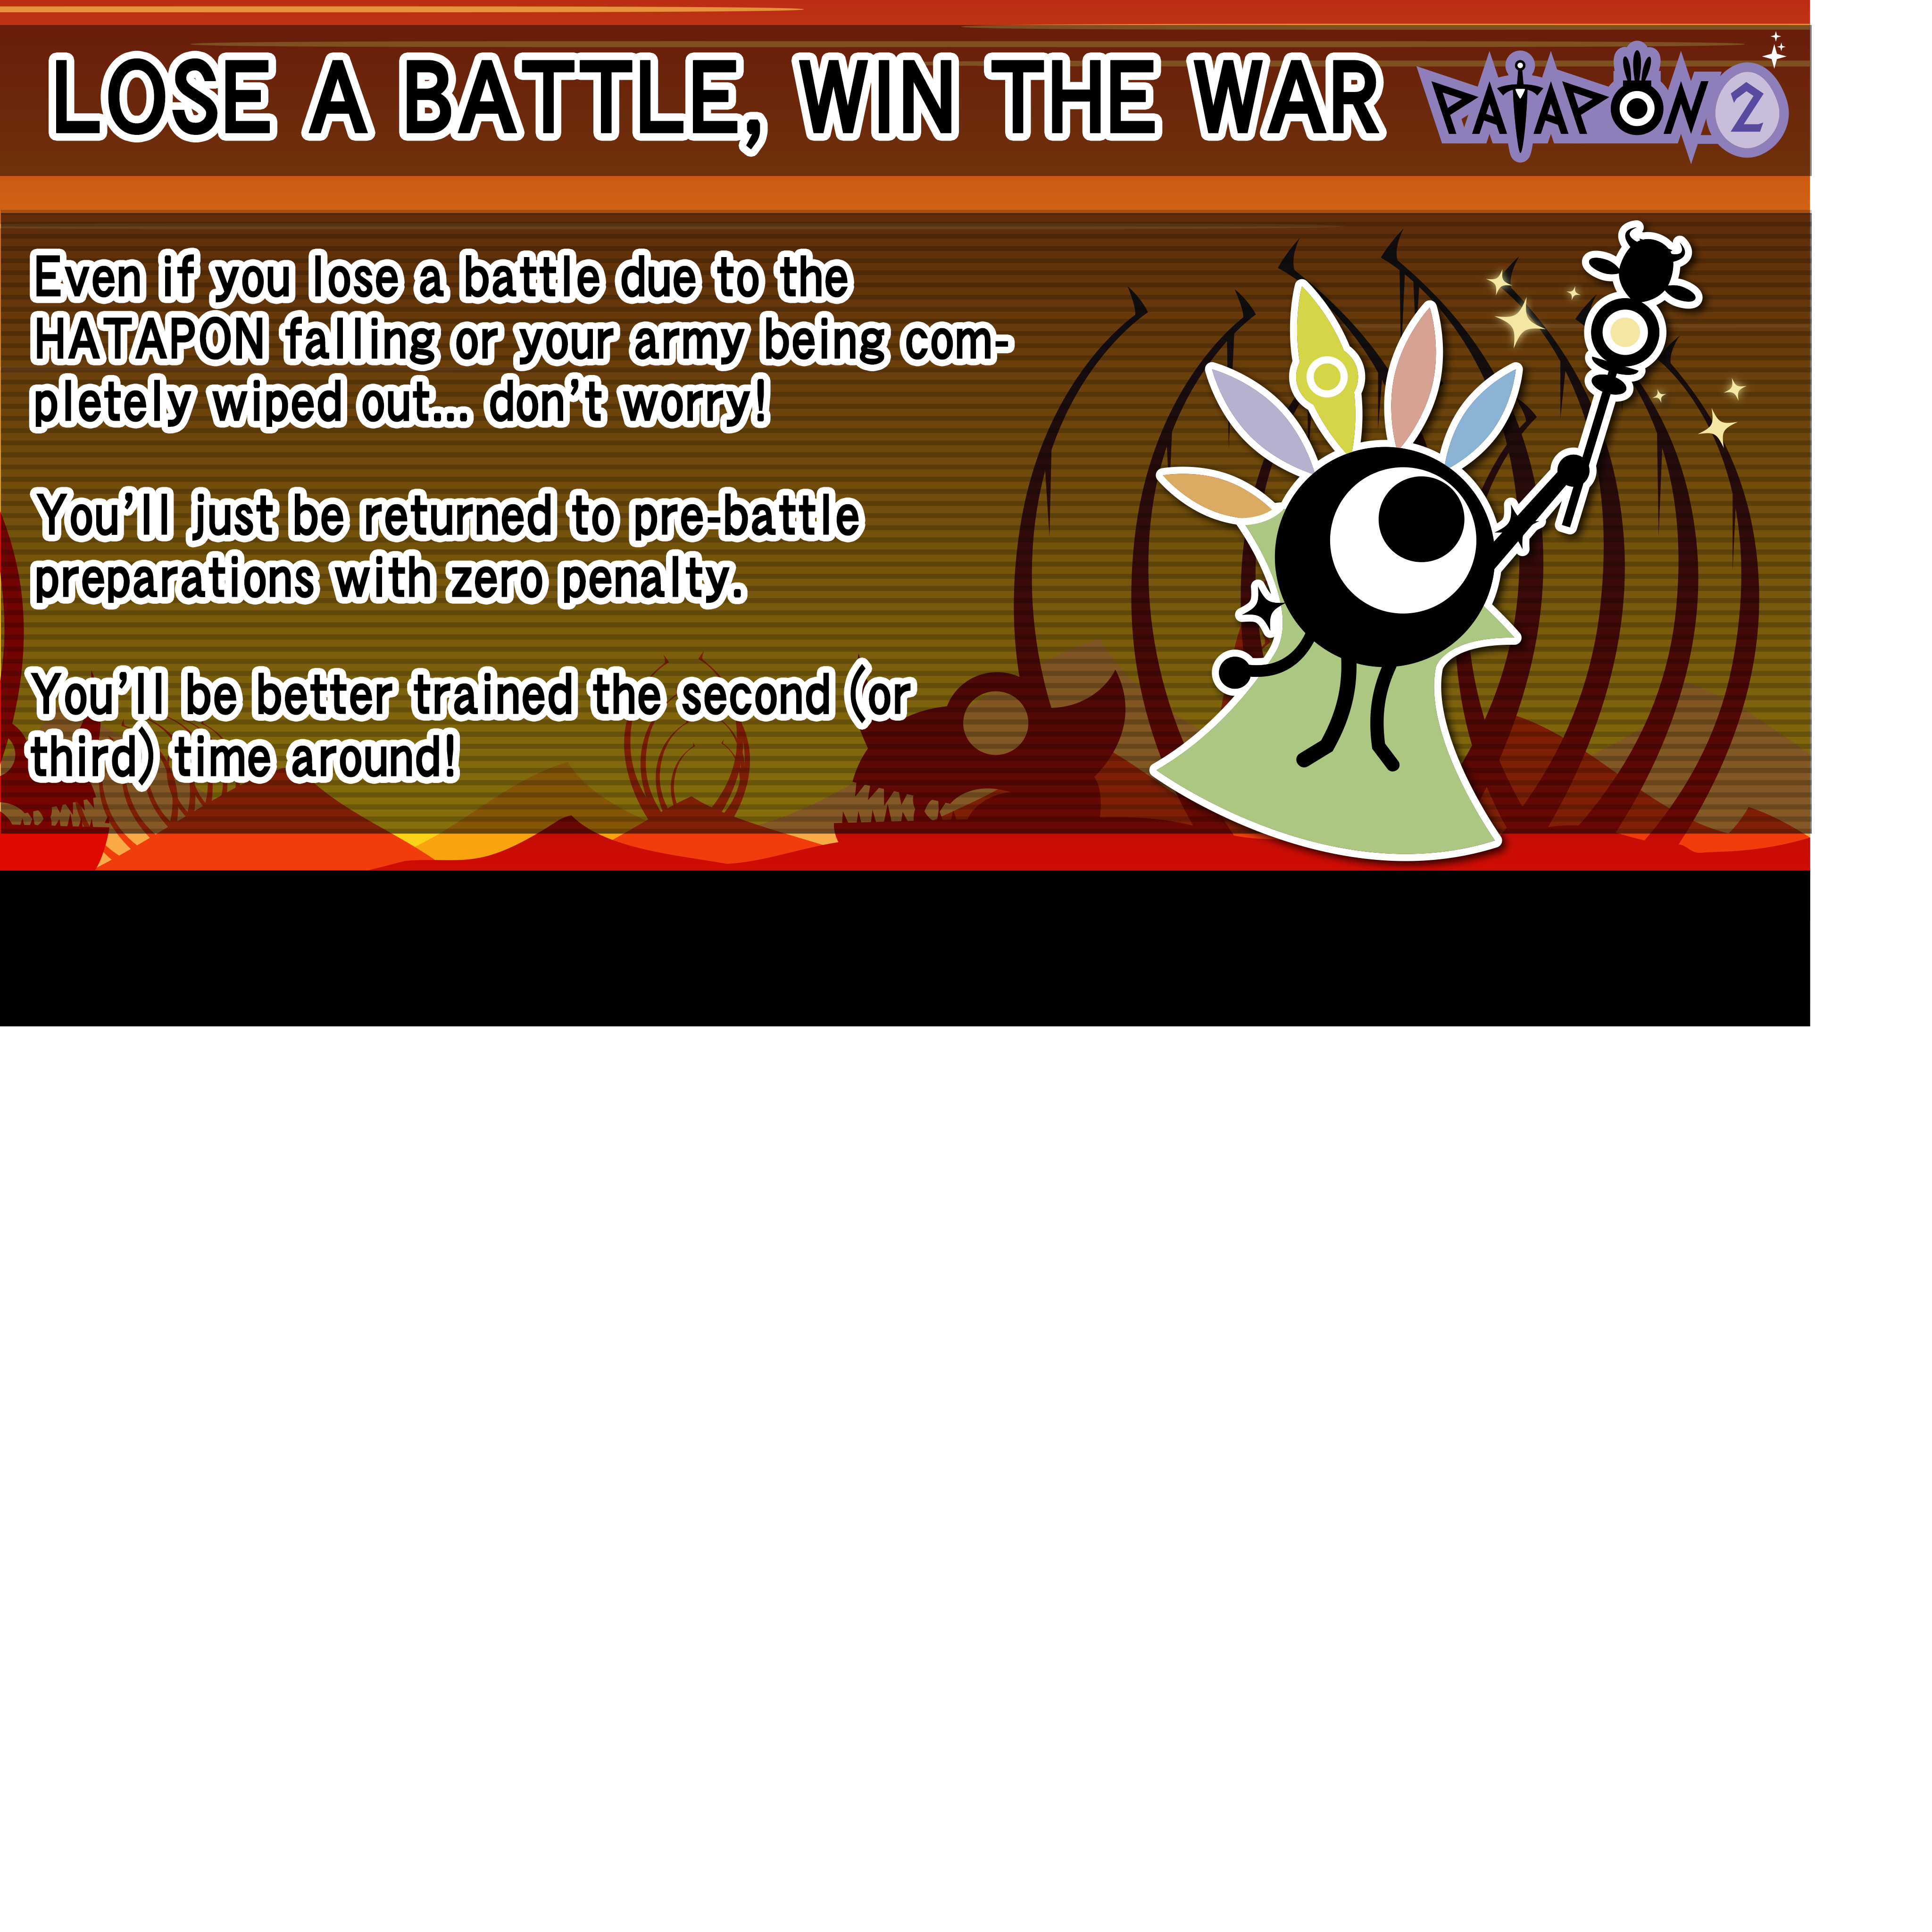 LOSE A BATTLE, WIN THE WAR
PATAPON 2
Even if you lose a battle due to the
HATAPON falling or your army being com-
pletely wiped out... don't worry!
You'll just be returned to pre-battle
preparations with zero penalty.
You'll be better trained the second (or
third) time around!